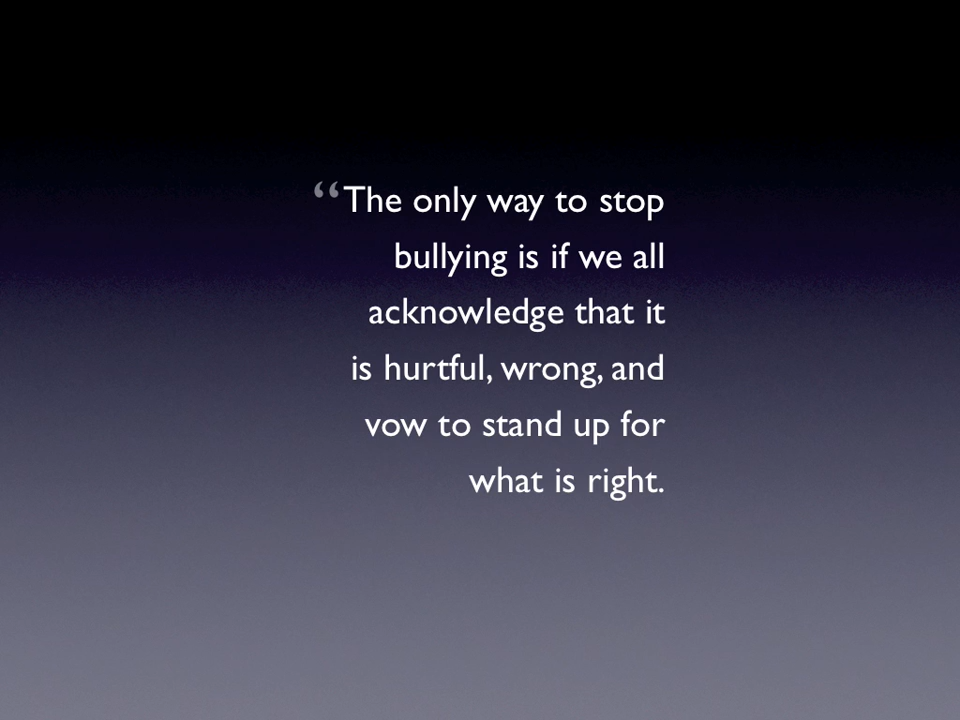 “The only way to stop
bullying is if we all
acknowledge that it
is hurtful, wrong, and
vow to stand up for
what is right.